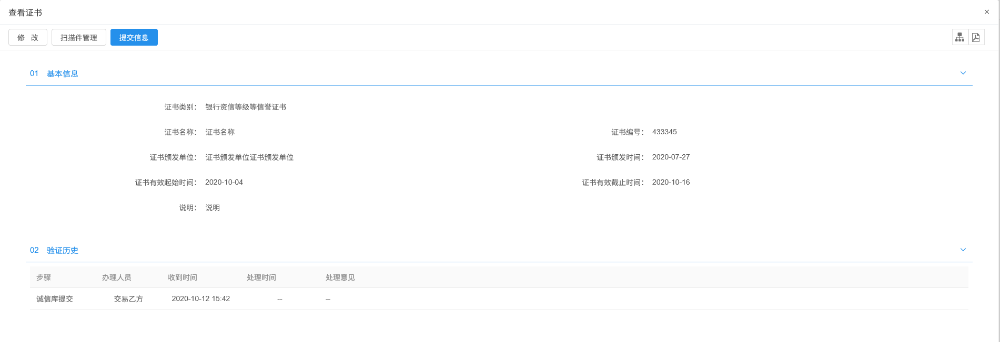 查看证书
修 改 扫描件管理 提交信息
01 基本信息
证书类别： 银行资信等级等信誉证书
证书名称： 证书名称 证书编号： 433345
证书颁发单位： 证书颁发单位证书颁发单位 证书颁发时间： 2020-07-27
证书有效起始时间： 2020-10-04 证书有效截止时间： 2020-10-16
说明： 说明
02 验证历史
步骤 办理人员 收到时间 处理时间 处理意见
诚信库提交 交易乙方 2020-10-12 15:42 -- --